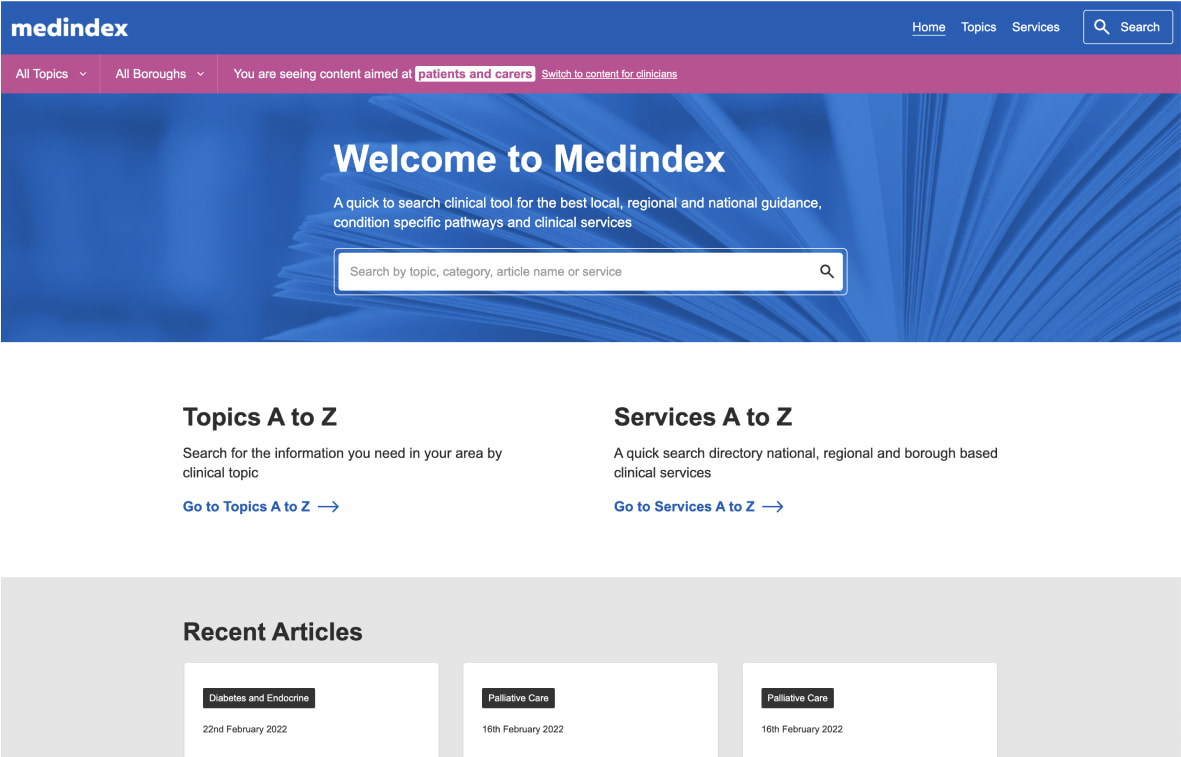 medindex
Home Topics Services Search
All Topics All Boroughs You are seeing content aimed at patients and carers Switch to content for clinicians
Welcome to Medindex
A quick to search clinical tool for the best local, regional and national guidance,
condition specific pathways and clinical services
Search by topic, category, article name or service
Topics A to Z
Search for the information you need in your area by
clinical topic
Go to Topics A to Z
Services A to Z
A quick search directory national, regional and borough based
clinical services
Go to Services A to Z
Recent Articles
Diabetes and Endocrine
22nd February 2022
Palliative Care
16th February 2022
Palliative Care
16th February 2022